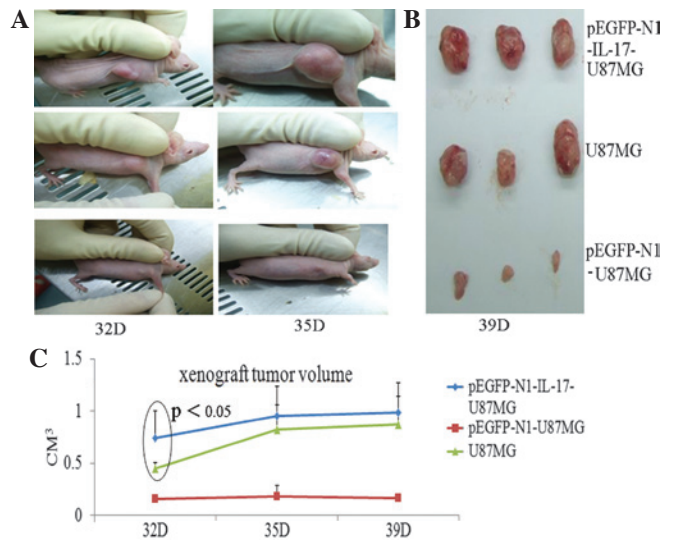 A
B
pEGFP-N1
-IL-17-
U87MG
U87MG
pEGFP-N1
-U87MG
32D
35D
39D
C
xenograft tumor volume
p < 0.05
CM³
1.5
1
0.5
0
32D
35D
39D
pEGFP-N1-IL-17-
U87MG
pEGFP-N1-U87MG
U87MG